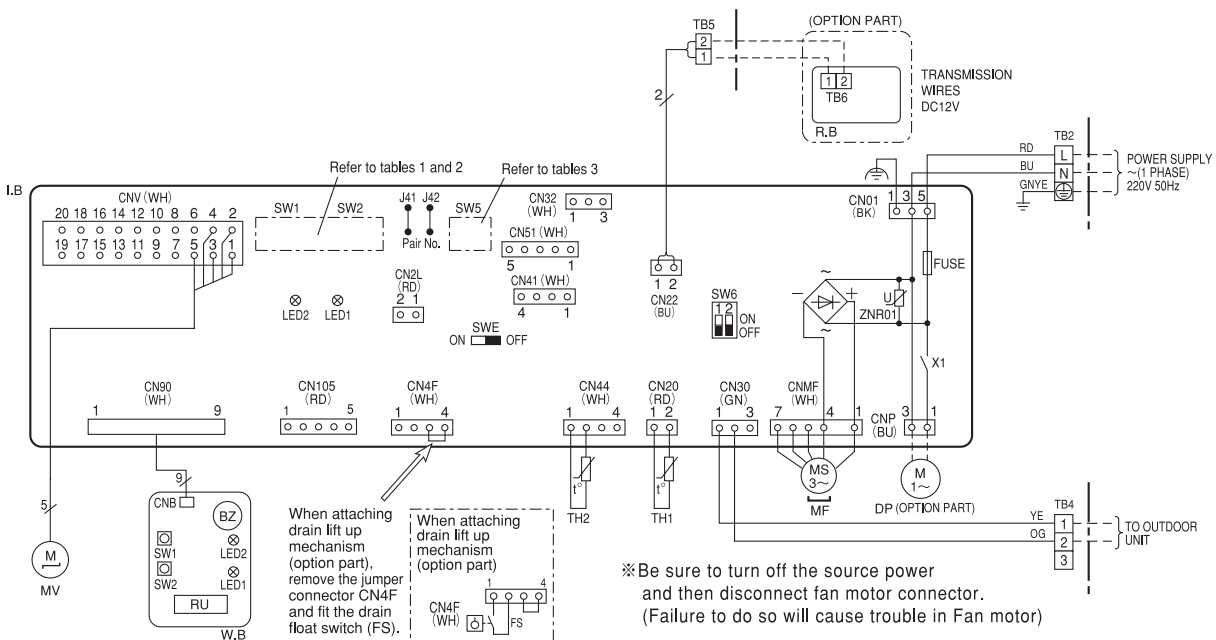 (OPTION PART)
TB5
2
1
1 2
TB6
R.B
TRANSMISSION
WIRES
DC12V
2
TB2
RD
L
BU
N
GNYE
POWER SUPPLY
~(1 PHASE)
220V 50Hz
Refer to tables 1 and 2
Refer to tables 3
I.B
CNV (WH)
20 18 16 14 12 10 8 6 4 2
19 17 15 13 11 9 7 5 3 1
SW1 SW2
J41 J42
Pair No.
SW5
CN32
(WH)
1 3
CN51 (WH)
5 1
CN41 (WH)
4 1
CN2L
(RD)
2 1
LED2 LED1
SWE
ON OFF
1 2
CN22
(BU)
SW6
1 2
ON
OFF
1 3 5
CN01
(BK)
FUSE
~
− +
~
U
ZNR01
X1
CN90
(WH)
1 9
CN105
(RD)
1 5
CN4F
(WH)
1 4
CN44
(WH)
1 4
CN20
(RD)
1 2
CN30
(GN)
1 3
CNMF
(WH)
7 4 1
CNP
(BU)
3 1
5
M
MV
9
CNB
BZ
SW1
SW2
LED2
LED1
RU
W.B
When attaching
drain lift up
mechanism
(option part),
remove the jumper
connector CN4F
and fit the drain
float switch (FS).
When attaching
drain lift up
mechanism
(option part)
1 4
CN4F
(WH)
FS
t°
TH2
t°
TH1
MS
3~
MF
M
1~
DP (OPTION PART)
YE
OG
TB4
1
2
3
TO OUTDOOR
UNIT
※Be sure to turn off the source power
and then disconnect fan motor connector.
(Failure to do so will cause trouble in Fan motor)